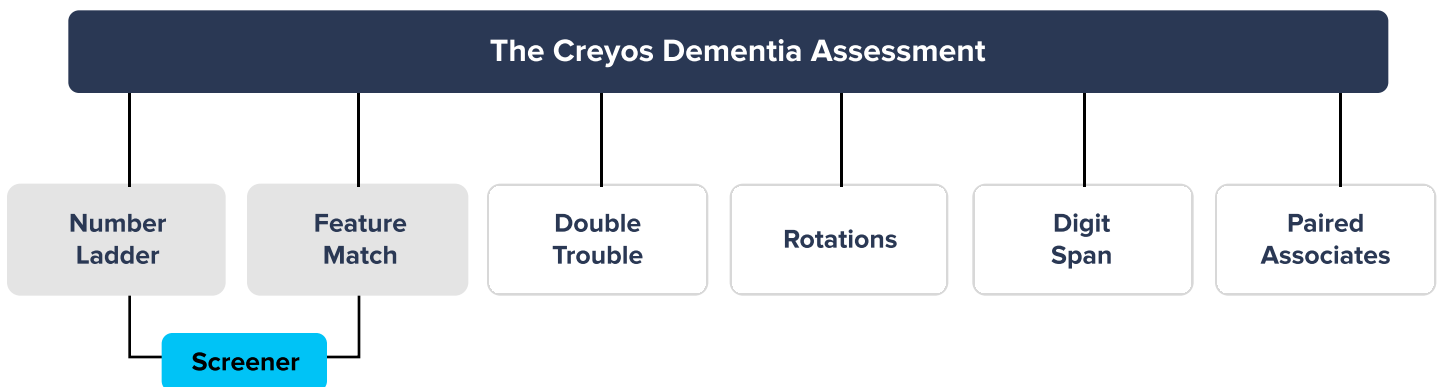 The Creyos Dementia Assessment
Number
Ladder
Feature
Match
Double
Trouble
Rotations
Digit
Span
Paired
Associates
Screener